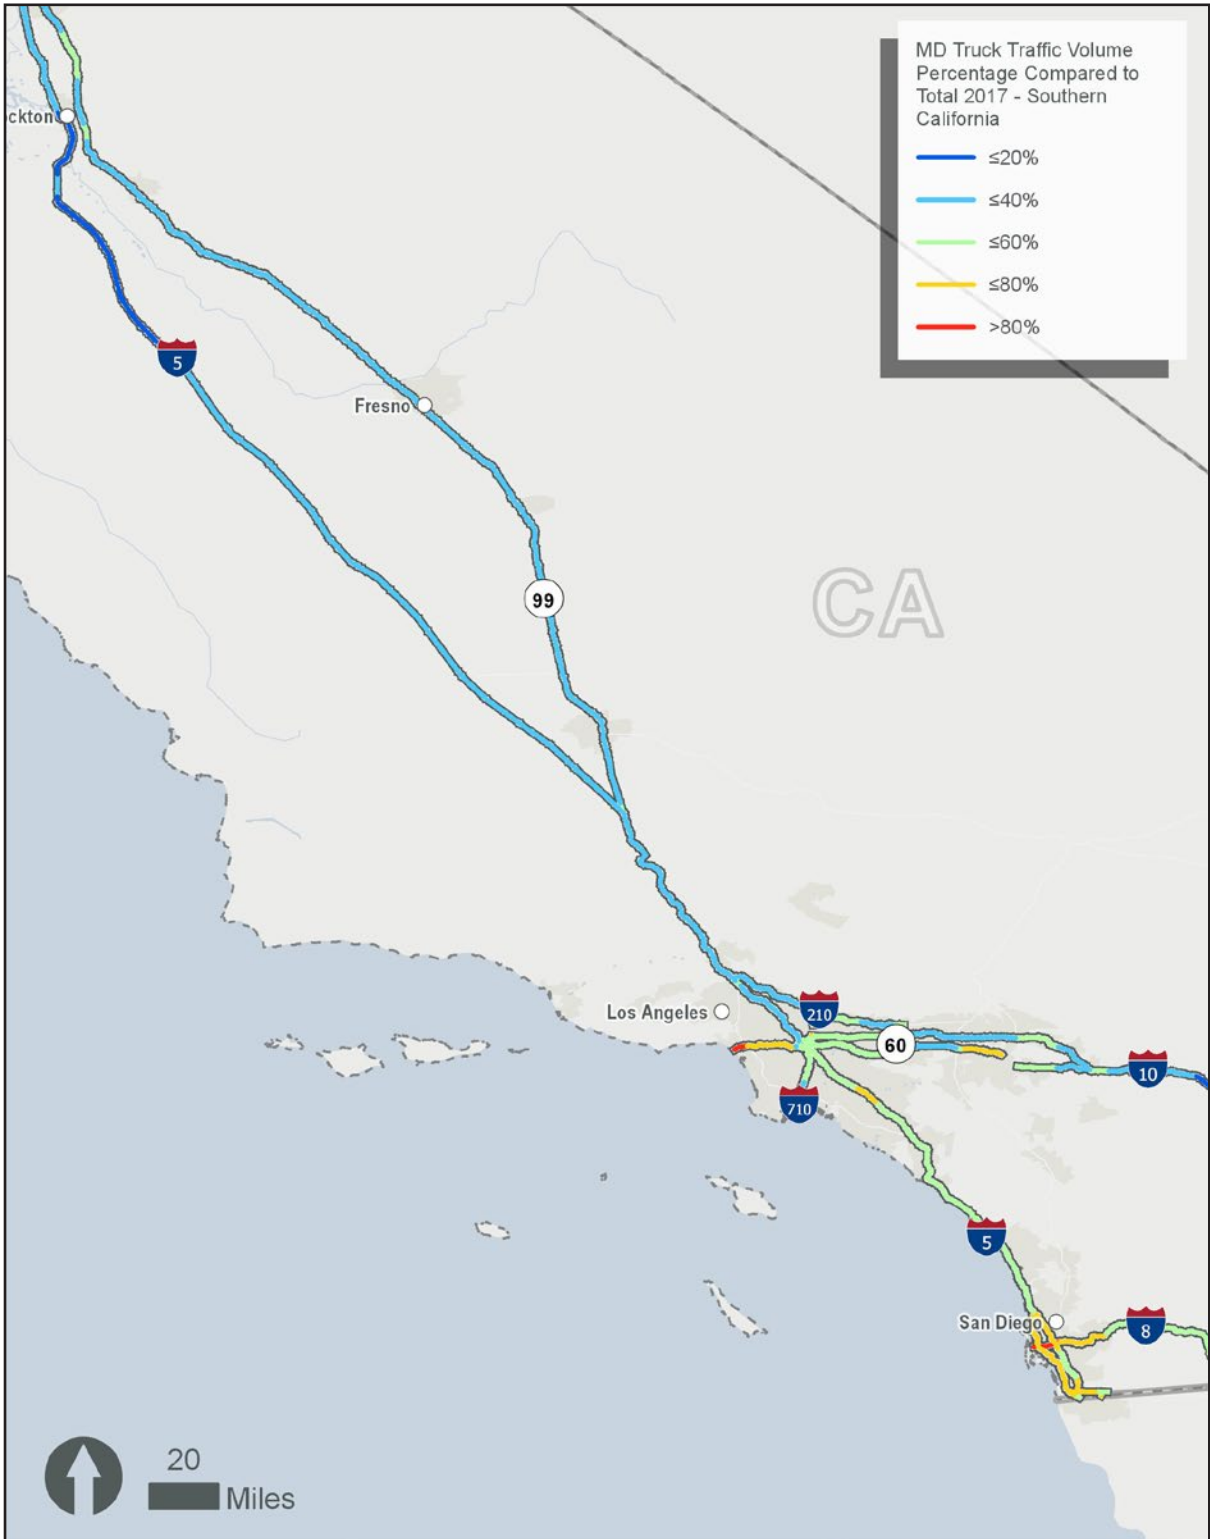 MD Truck Traffic Volume
Percentage Compared to
Total 2017 - Southern
California
≤20%
≤40%
≤60%
≤80%
>80%
ckton
5
Fresno
99
CA
Los Angeles
210
60
10
710
5
San Diego
8
20
Miles